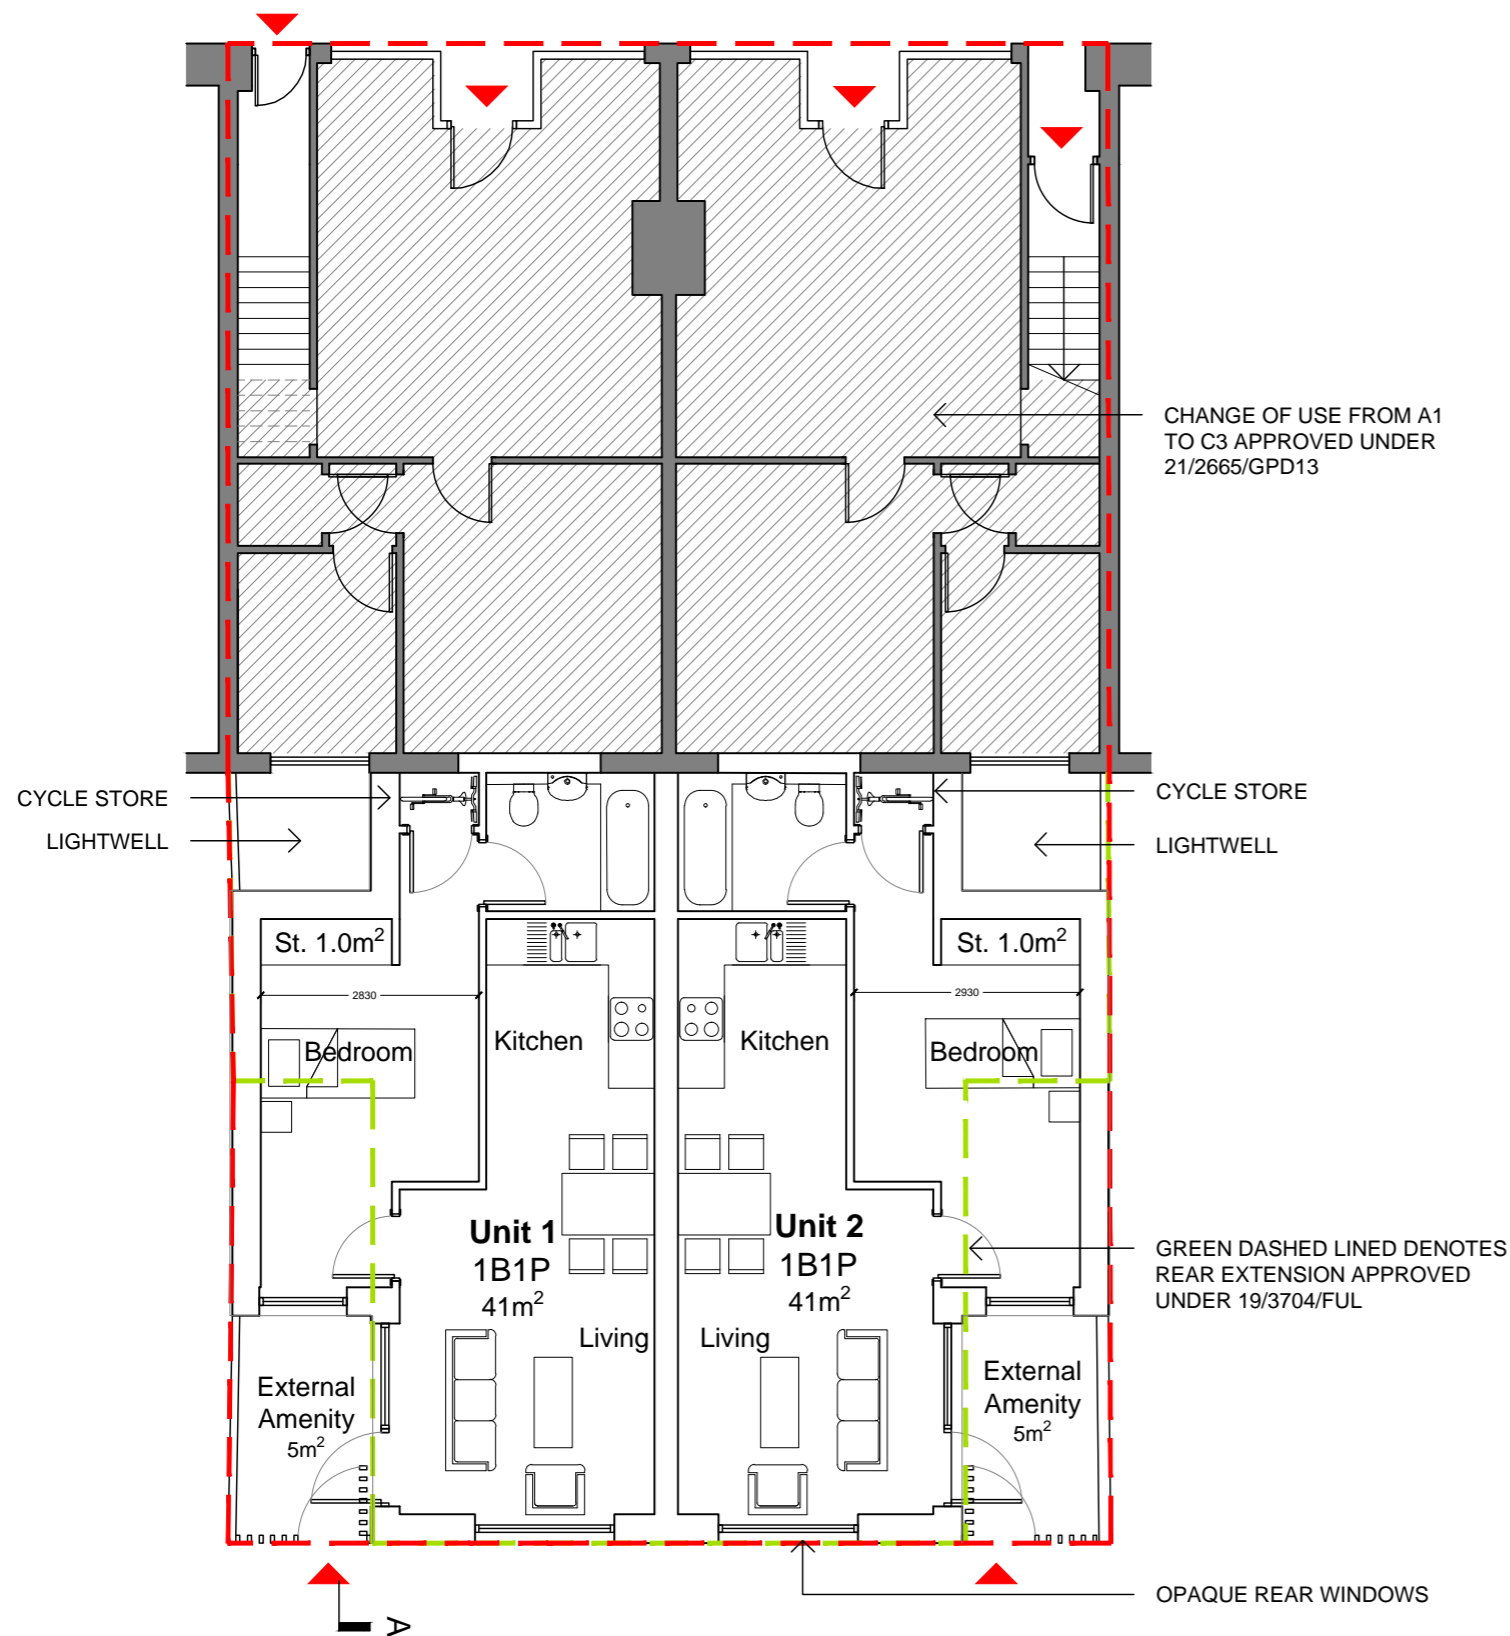 CHANGE OF USE FROM A1
TO C3 APPROVED UNDER
21/2665/GPD13
CYCLE STORE
LIGHTWELL
CYCLE STORE
LIGHTWELL
St. 1.0m²
St. 1.0m²
2830
2930
Bedroom
Kitchen
Kitchen
Bedroom
Unit 1
1B1P
41m²
Unit 2
1B1P
41m²
GREEN DASHED LINED DENOTES
REAR EXTENSION APPROVED
UNDER 19/3704/FUL
Living
Living
External
Amenity
5m²
External
Amenity
5m²
OPAQUE REAR WINDOWS
A